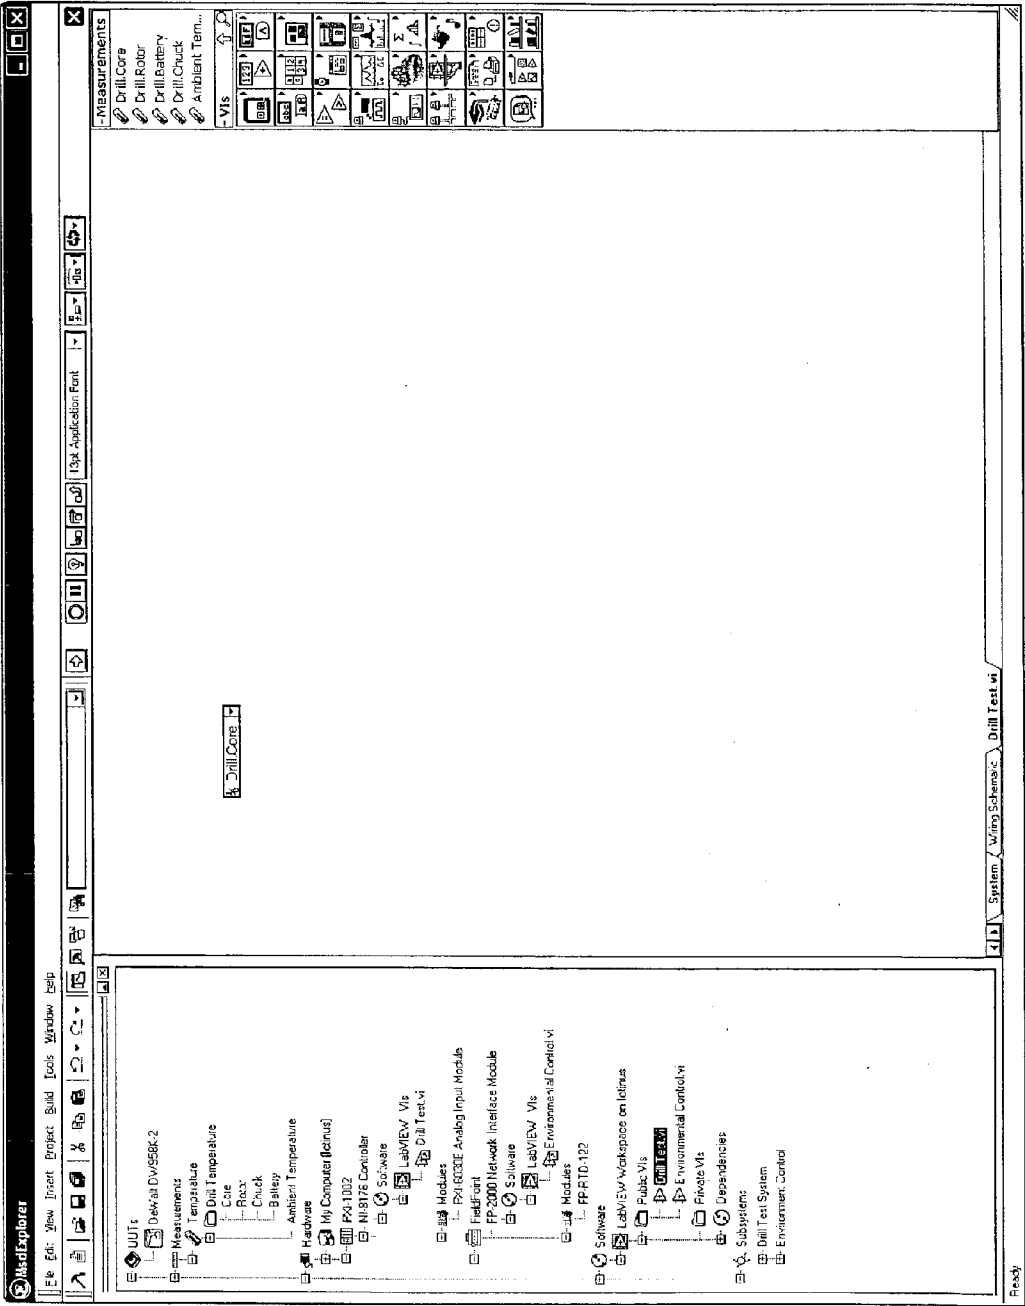 MsdExplorer
File Edit View Insert Project Build Tools Window Help
13pt Application Font
UUTs
DeWalt DV958K-2
Measurements
Temperature
Drill Temperature
Core
Rotor
Chuck
Battery
Ambient Temperature
Hardware
My Computer [Ictinus]
PXI-1002
NI-8176 Controller
Software
LabVIEW VIs
Drill Test.vi
Modules
PXI-6030E Analog Input Module
FieldPoint
FP-2000 Network Interface Module
Software
LabVIEW VIs
Environmental Control.vi
Modules
FP-RTD-122
Software
LabVIEW Workspace on Ictinus
Public VIs
Drill Test.vi
Environmental Control.vi
Private VIs
Dependencies
Subsystems
Drill Test System
Environment Control
Drill.Core
- Measurements
Drill.Core
Drill.Rotor
Drill.Battery
Drill.Chuck
Ambient Tem...
- VIs
System
Wiring Schematic
Drill Test.vi
Ready